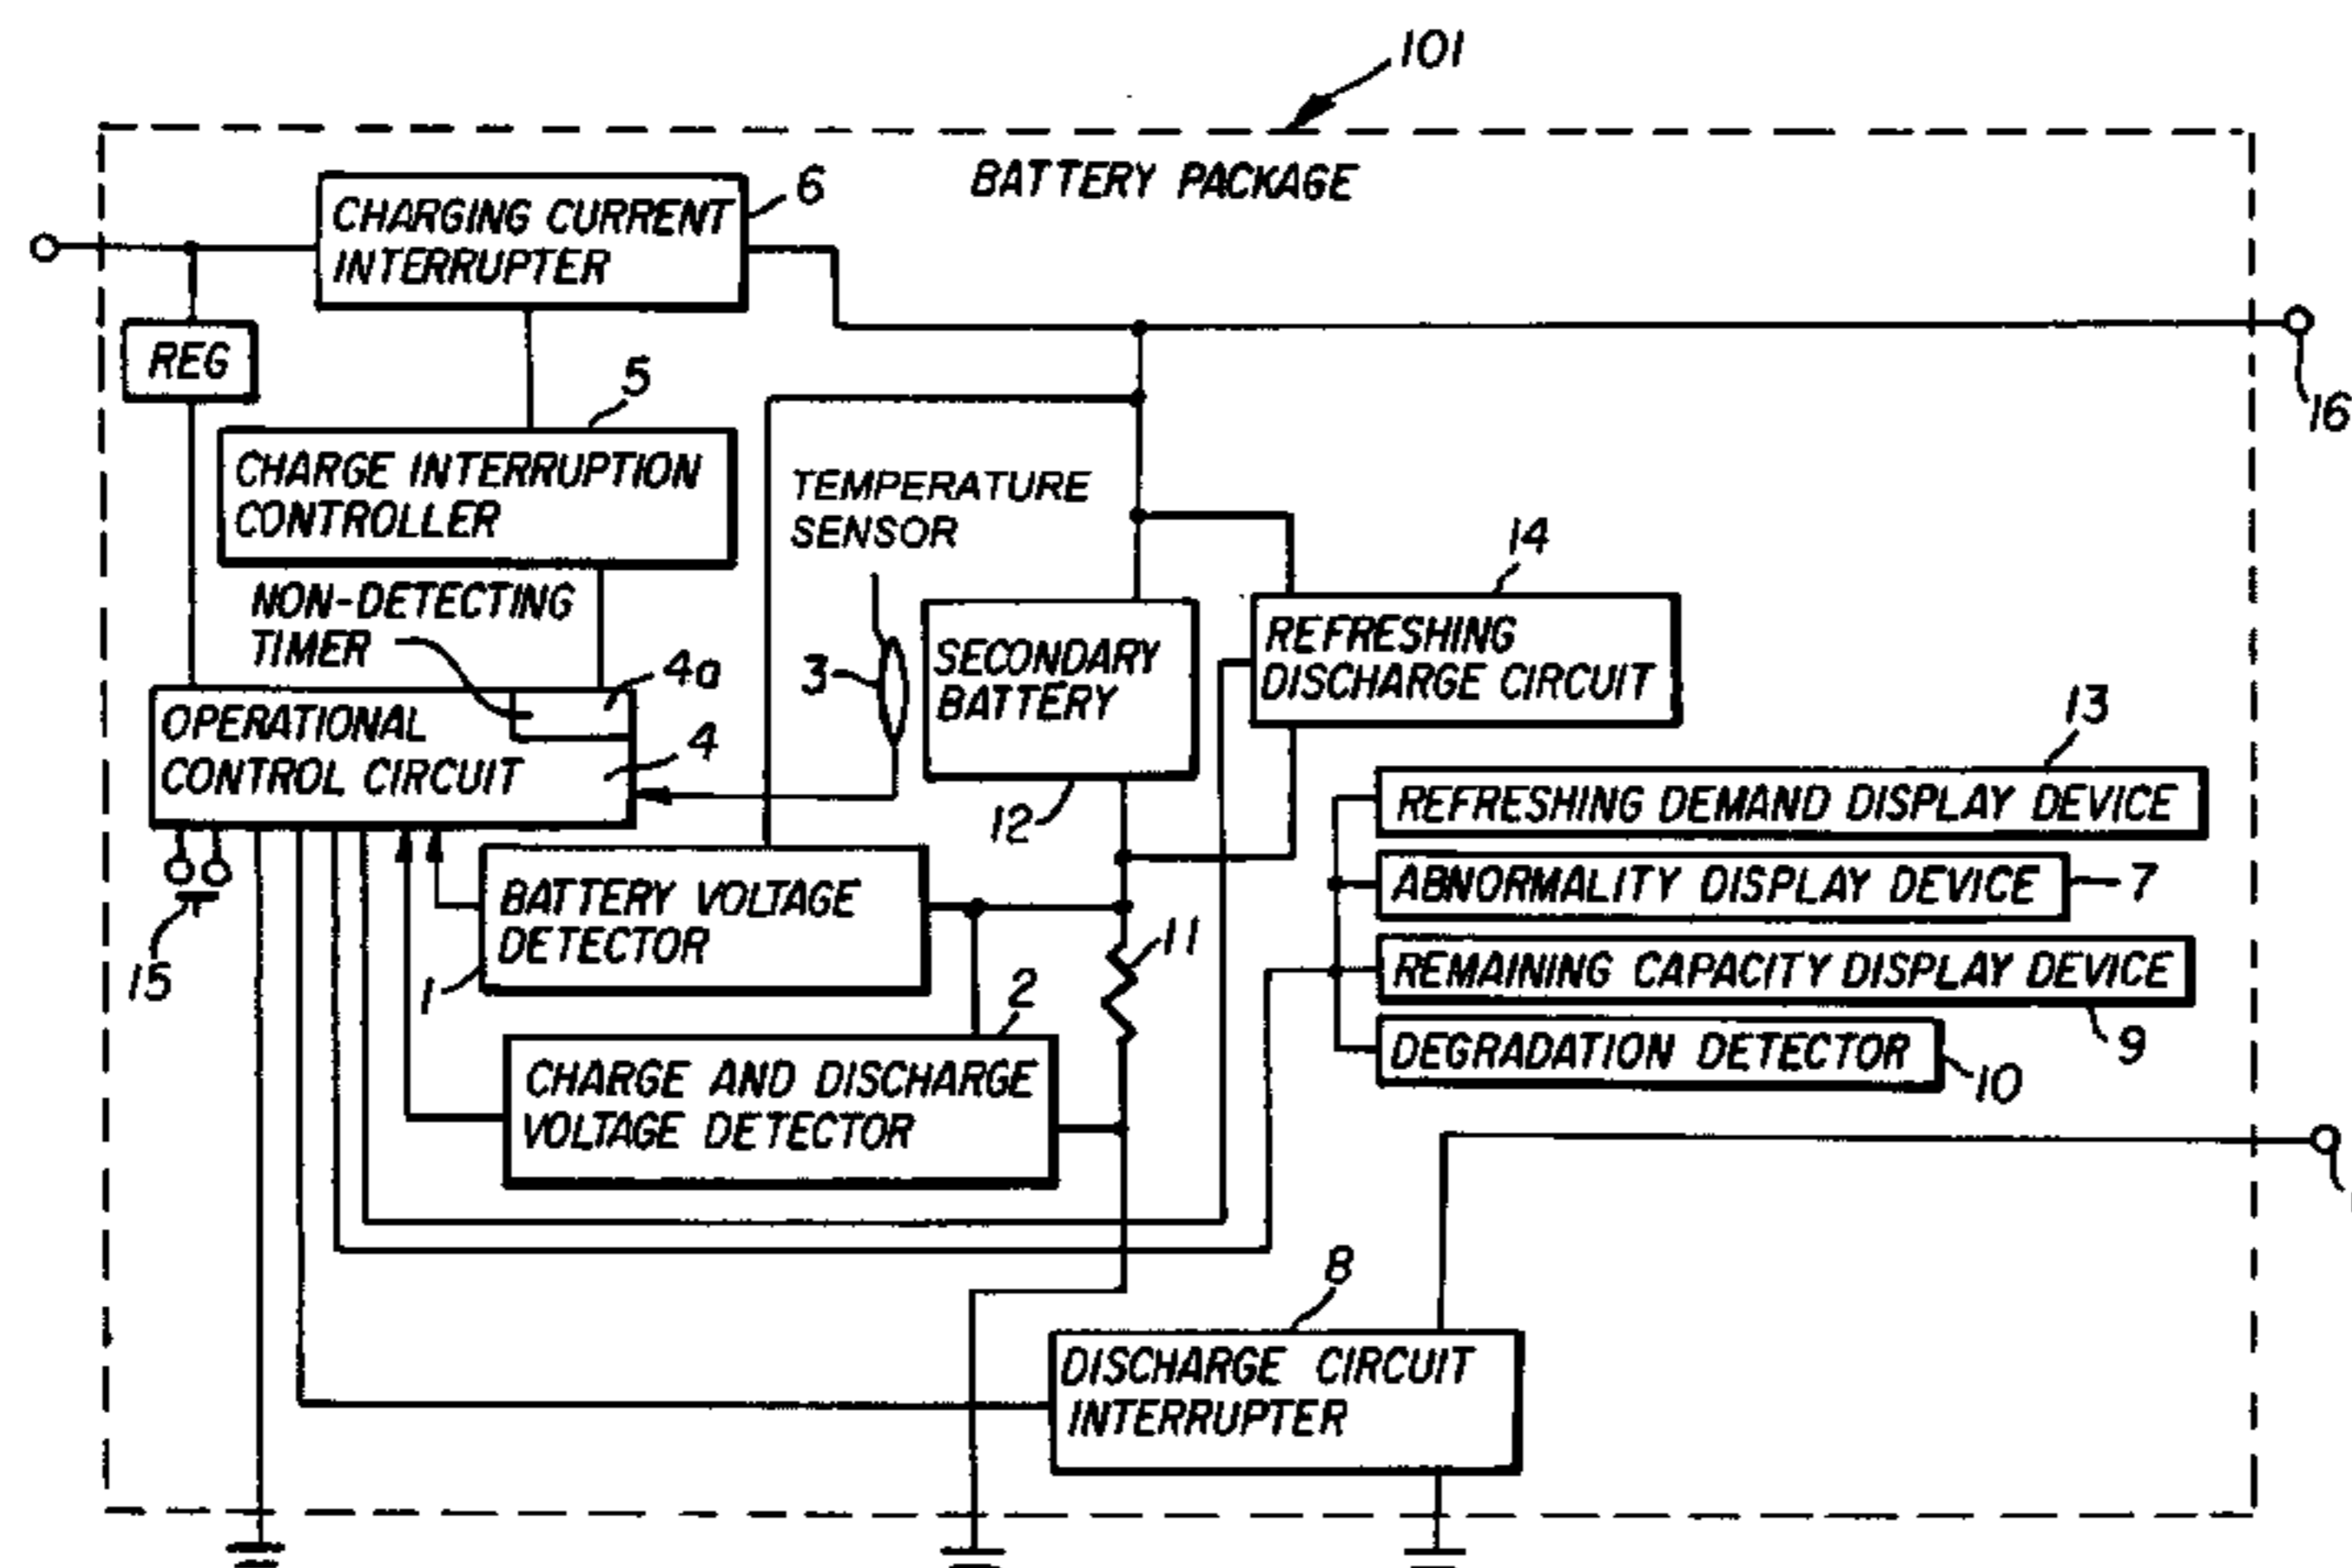 101
BATTERY PACKAGE
CHARGING CURRENT
INTERRUPTER
6
REG
16
5
CHARGE INTERRUPTION
CONTROLLER
TEMPERATURE
SENSOR
14
NON-DETECTING
TIMER
4a
3
SECONDARY
BATTERY
REFRESHING
DISCHARGE CIRCUIT
OPERATIONAL
CONTROL CIRCUIT
4
12
13
REFRESHING DEMAND DISPLAY DEVICE
ABNORMALITY DISPLAY DEVICE
7
15
BATTERY VOLTAGE
DETECTOR
1
11
REMAINING CAPACITY DISPLAY DEVICE
9
2
CHARGE AND DISCHARGE
VOLTAGE DETECTOR
DEGRADATION DETECTOR
10
8
DISCHARGE CIRCUIT
INTERRUPTER